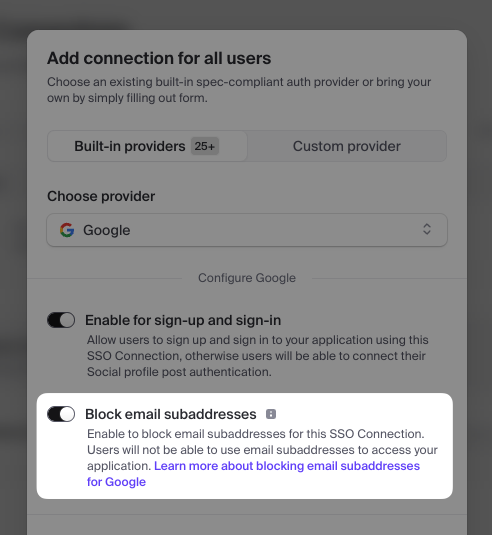 Add connection for all users
Choose an existing built-in spec-compliant auth provider or bring your
own by simply filling out form.
Built-in providers 25+ Custom provider
Choose provider
Google
Configure Google
Enable for sign-up and sign-in
Allow users to sign up and sign in to your application using this
SSO Connection, otherwise users will be able to connect their
Social profile post authentication.
Block email subaddresses
Enable to block email subaddresses for this SSO Connection.
Users will not be able to use email subaddresses to access your
application. Learn more about blocking email subaddresses
for Google